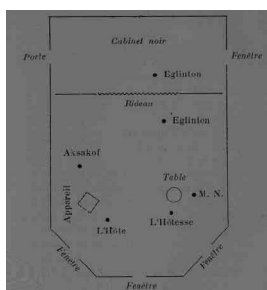 Cabinet noir
Porte
Fenêtre
Eglinton
Rideau
Eglinton
Aksakof
Table
M. N.
Appareil
L'Hôte
L'Hôtesse
Fenêtre
Fenêtre
Fenêtre